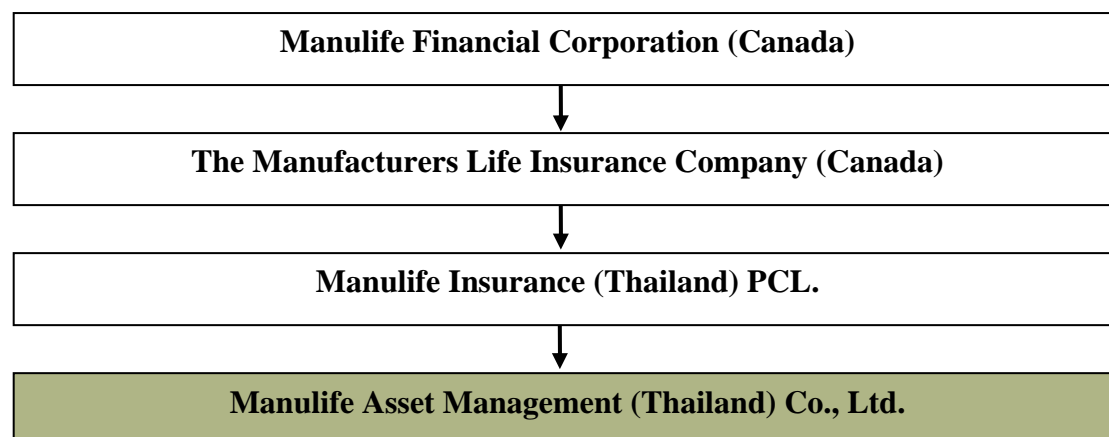 Manulife Financial Corporation (Canada)
The Manufacturers Life Insurance Company (Canada)
Manulife Insurance (Thailand) PCL.
Manulife Asset Management (Thailand) Co., Ltd.